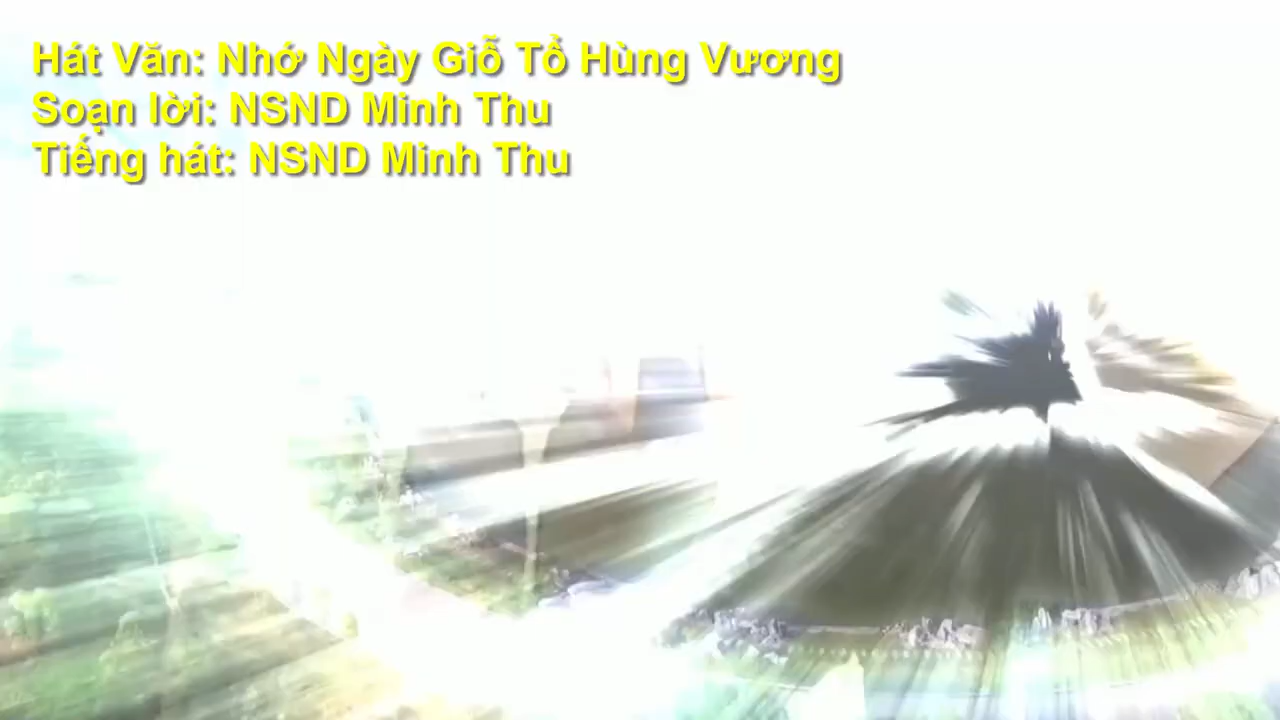 Hát Văn: Nhớ Ngày Giỗ Tổ Hùng Vương
Soạn lời: NSND Minh Thu
Tiếng hát: NSND Minh Thu